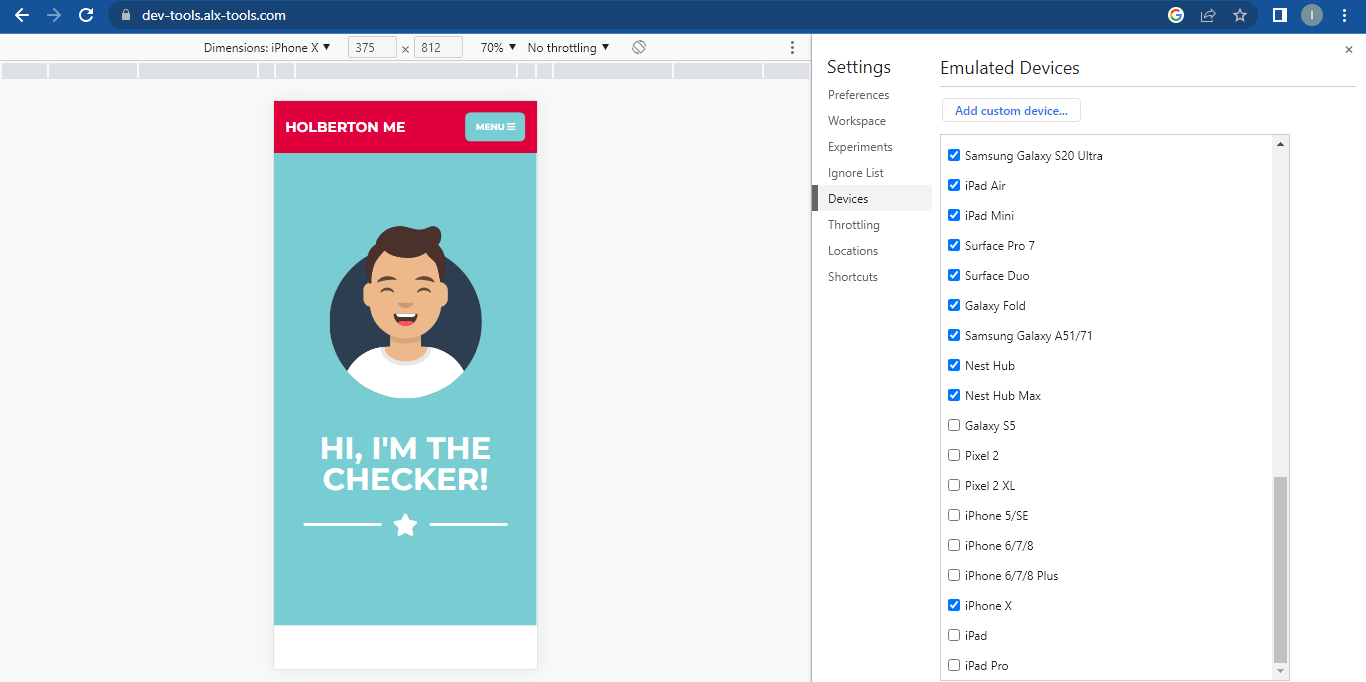 dev-tools.alx-tools.com
I
Dimensions: iPhone X ▼ 375 × 812 70% ▼ No throttling ▼
HOLBERTON ME
MENU
HI, I'M THE
CHECKER!
Settings
Preferences
Workspace
Experiments
Ignore List
Devices
Throttling
Locations
Shortcuts
Emulated Devices
Add custom device...
Samsung Galaxy S20 Ultra
iPad Air
iPad Mini
Surface Pro 7
Surface Duo
Galaxy Fold
Samsung Galaxy A51/71
Nest Hub
Nest Hub Max
Galaxy S5
Pixel 2
Pixel 2 XL
iPhone 5/SE
iPhone 6/7/8
iPhone 6/7/8 Plus
iPhone X
iPad
iPad Pro